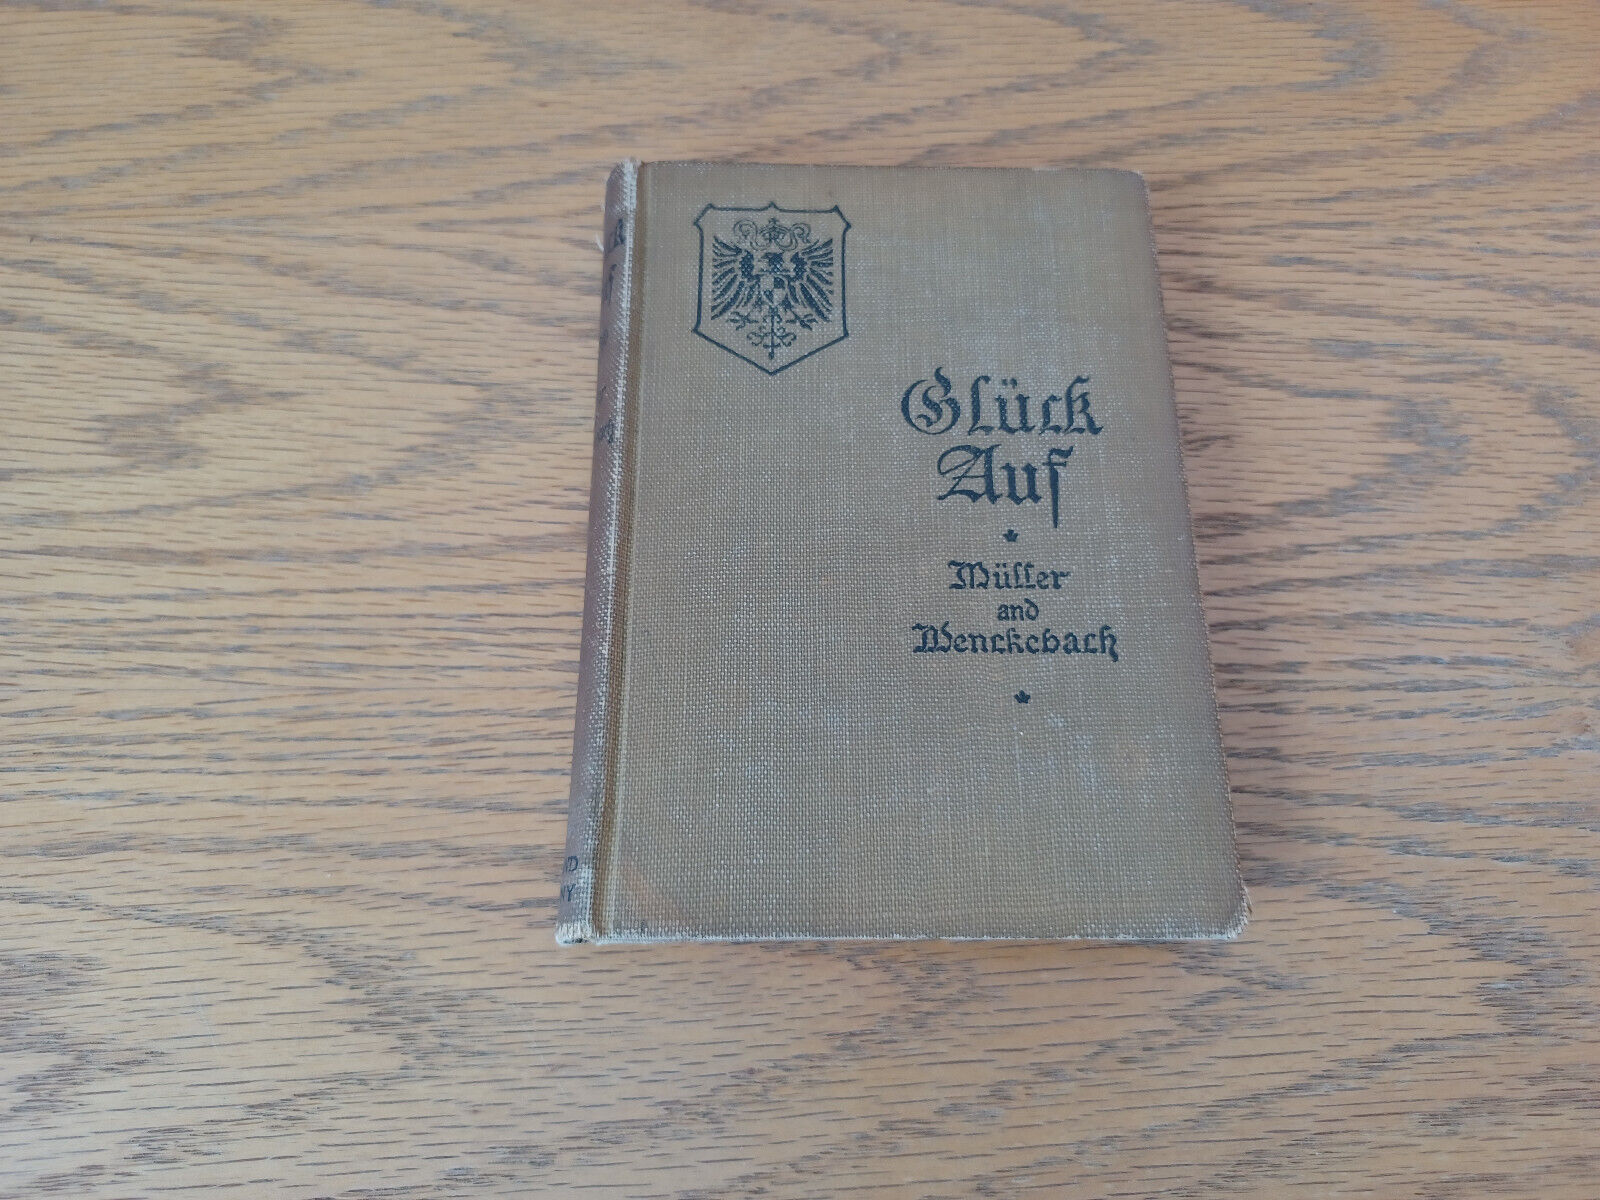 Glück
Auf
Müller
and
Wenckebach